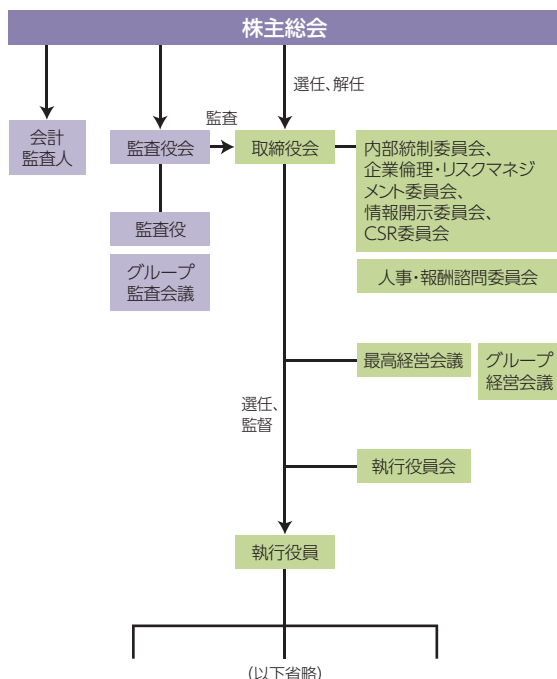 株主総会
選任、解任
監査
会計
監査人
監査役会
取締役会
内部統制委員会、
企業倫理・リスクマネジ
メント委員会、
情報開示委員会、
CSR委員会
監査役
グループ
監査会議
人事・報酬諮問委員会
最高経営会議
グループ
経営会議
選任、
監督
執行役員会
執行役員
(以下省略)